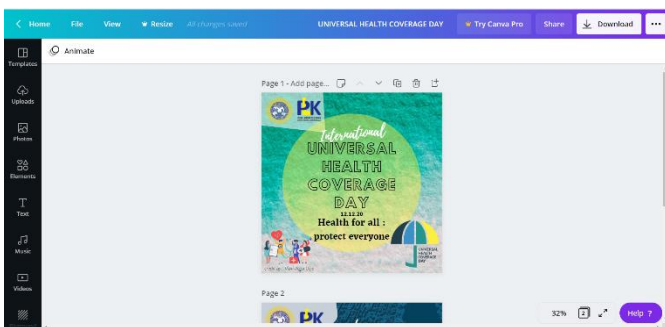 Home File View Resize All changes saved UNIVERSAL HEALTH COVERAGE DAY Try Canva Pro Share Download
Animate
Templates
Uploads
Photos
Elements
Text
Music
Videos
Page 1 - Add page...
PK
International
UNIVERSAL
HEALTH
COVERAGE
DAY
12.12.20
Health for all :
protect everyone
UNIVERSAL
HEALTH
COVERAGE
DAY
Page 2
PK
32% 2 Help ?